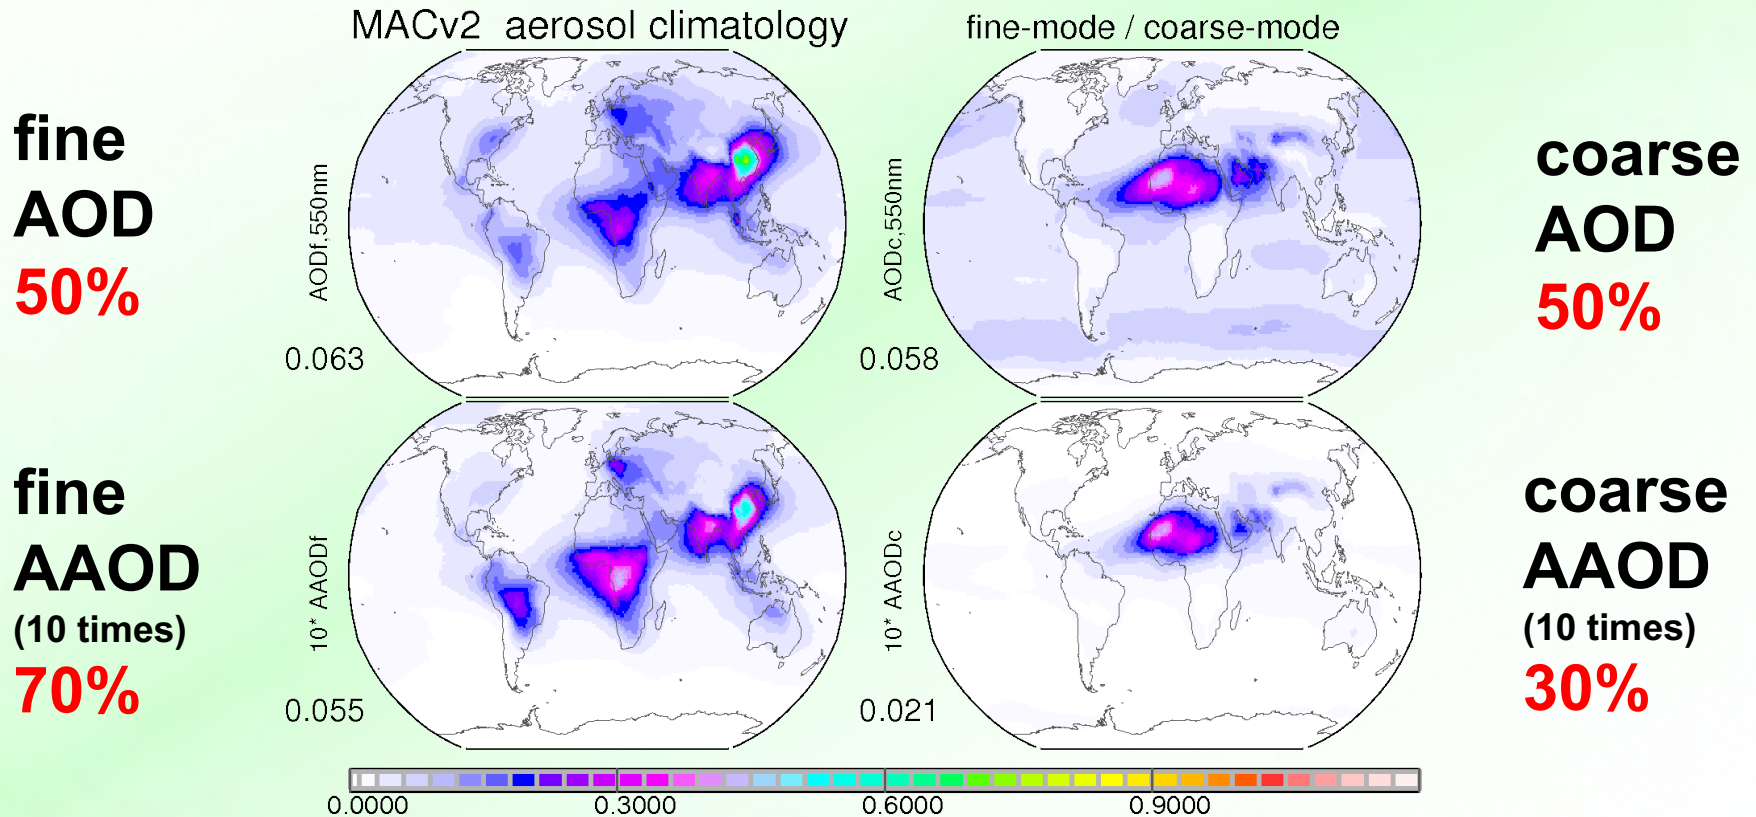 MACv2 aerosol climatology
fine-mode / coarse-mode
fine
AOD
50%
AODf,550nm
0.063
AODc,550nm
0.058
coarse
AOD
50%
fine
AAOD
(10 times)
70%
10* AAODf
0.055
10* AAODc
0.021
coarse
AAOD
(10 times)
30%
0.0000 0.3000 0.6000 0.9000